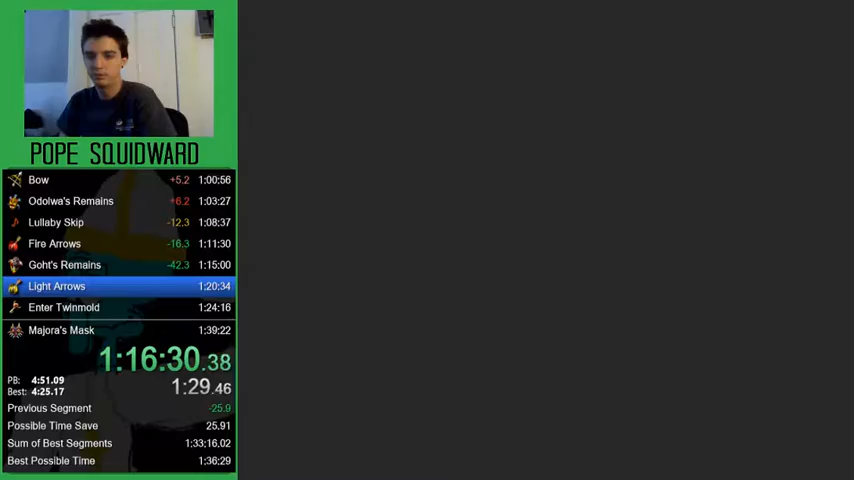 POPE SQUIDWARD
Bow +5.2 1:00:56
Odolwa's Remains +6.2 1:03:27
Lullaby Skip -12.3 1:08:37
Fire Arrows -16.3 1:11:30
Goht's Remains -42.3 1:15:00
Light Arrows 1:20:34
Enter Twinmold 1:24:16
Majora's Mask 1:39:22
1:16:30.38
PB: 4:51.09
Best: 4:25.17
1:29.46
Previous Segment -25.9
Possible Time Save 25.91
Sum of Best Segments 1:33:16.02
Best Possible Time 1:36:29